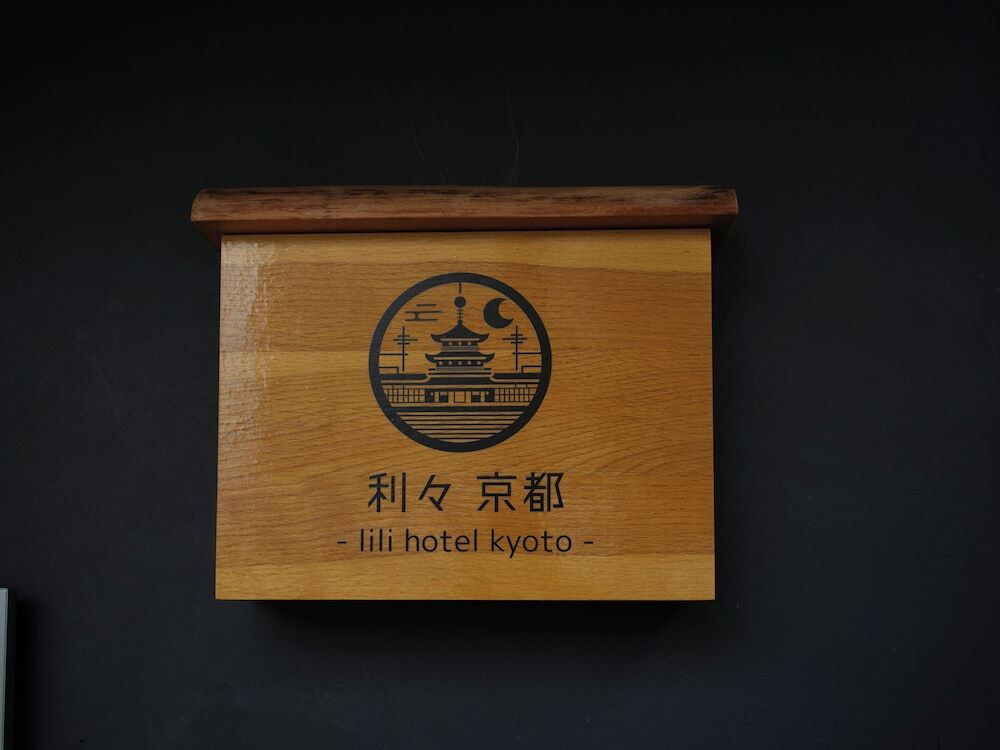 利々 京都
- lili hotel kyoto -